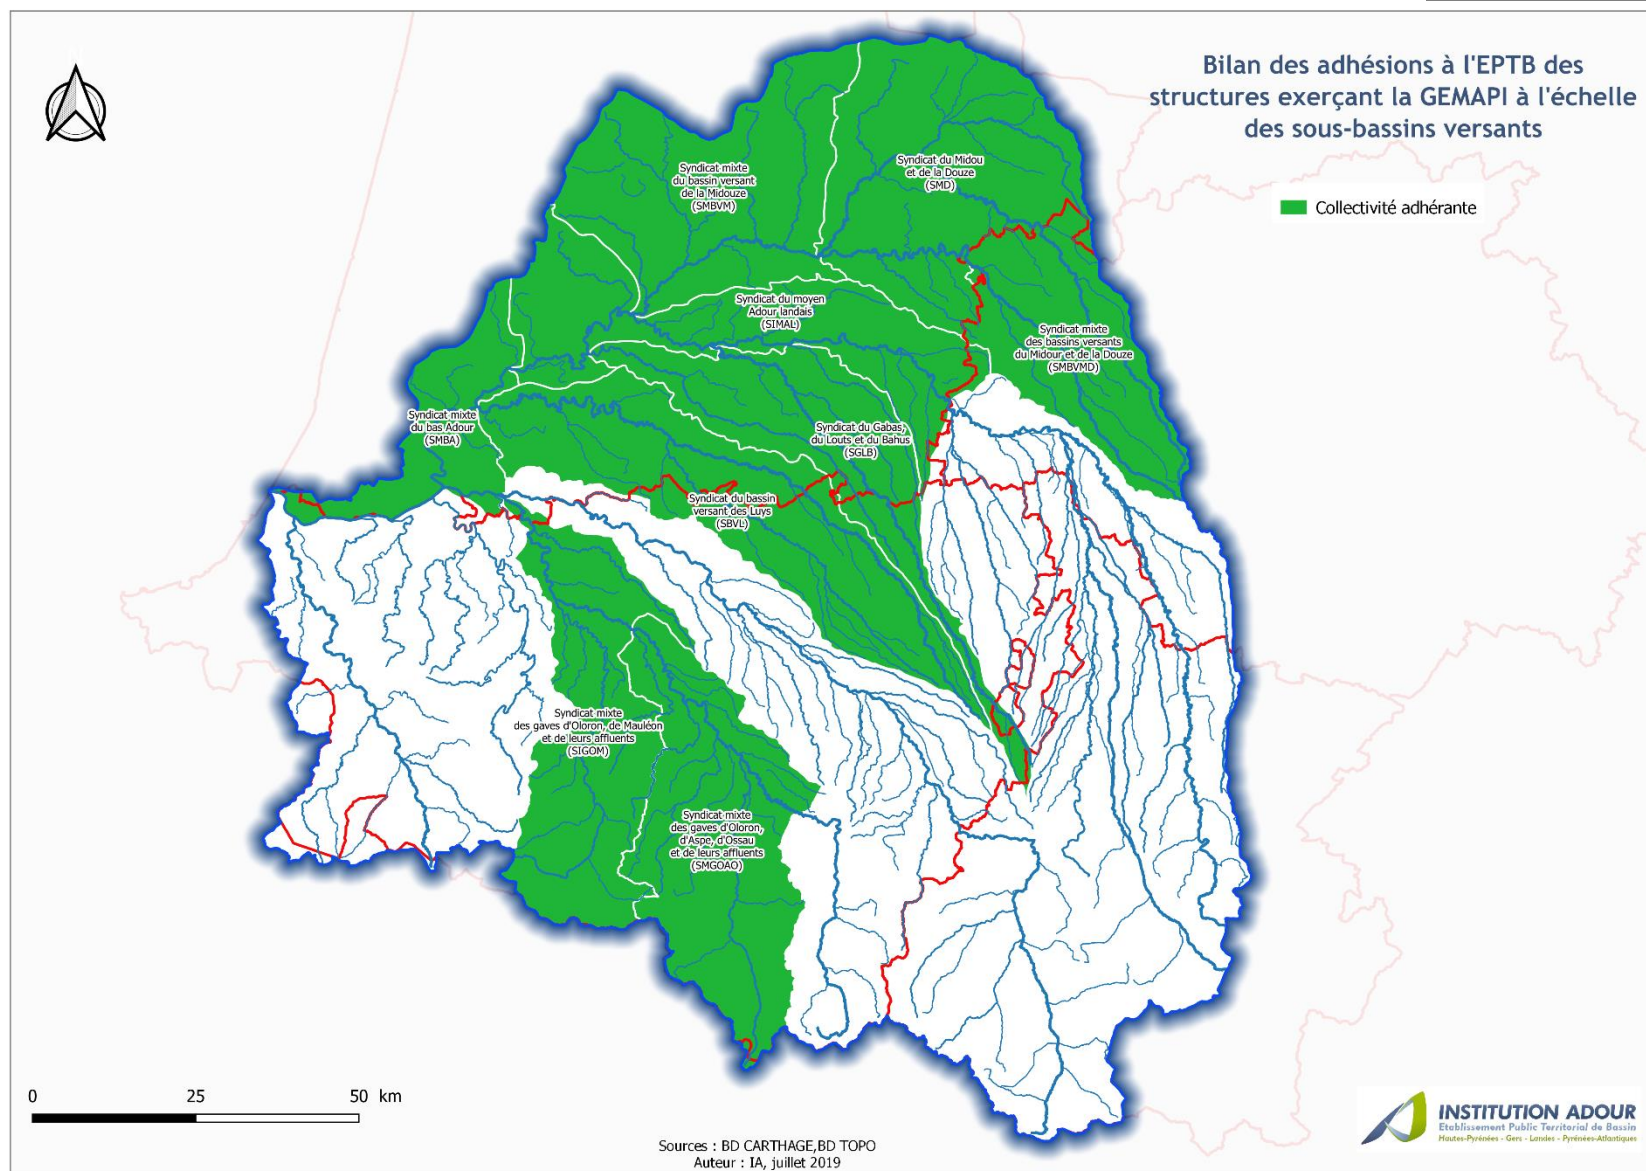 Bilan des adhésions à l'EPTB des
structures exerçant la GEMAPI à l'échelle
des sous-bassins versants
Collectivité adhérante
Syndicat du Midou
et de la Douze
(SMD)
Syndicat mixte
du bassin versant
de la Midouze
(SMBVM)
Syndicat du moyen
Adour landais
(SIMAL)
Syndicat mixte
des bassins versants
du Midour et de la Douze
(SMBVMD)
Syndicat mixte
du bas Adour
(SMBA)
Syndicat du Gabas,
du Louts et du Bahus
(SGLB)
Syndicat du bassin
versant des Luys
(SBVL)
Syndicat mixte
des gaves d'Oloron, de Mauléon
et de leurs affluents
(SIGOM)
Syndicat mixte
des gaves d'Oloron,
d'Aspe, d'Ossau
et de leurs affluents
(SMGOAO)
0 25 50 km
Sources : BD CARTHAGE,BD TOPO
Auteur : IA, juillet 2019
INSTITUTION ADOUR
Etablissement Public Territorial de Bassin
Hautes-Pyrénées - Gers - Landes - Pyrénées-Atlantiques